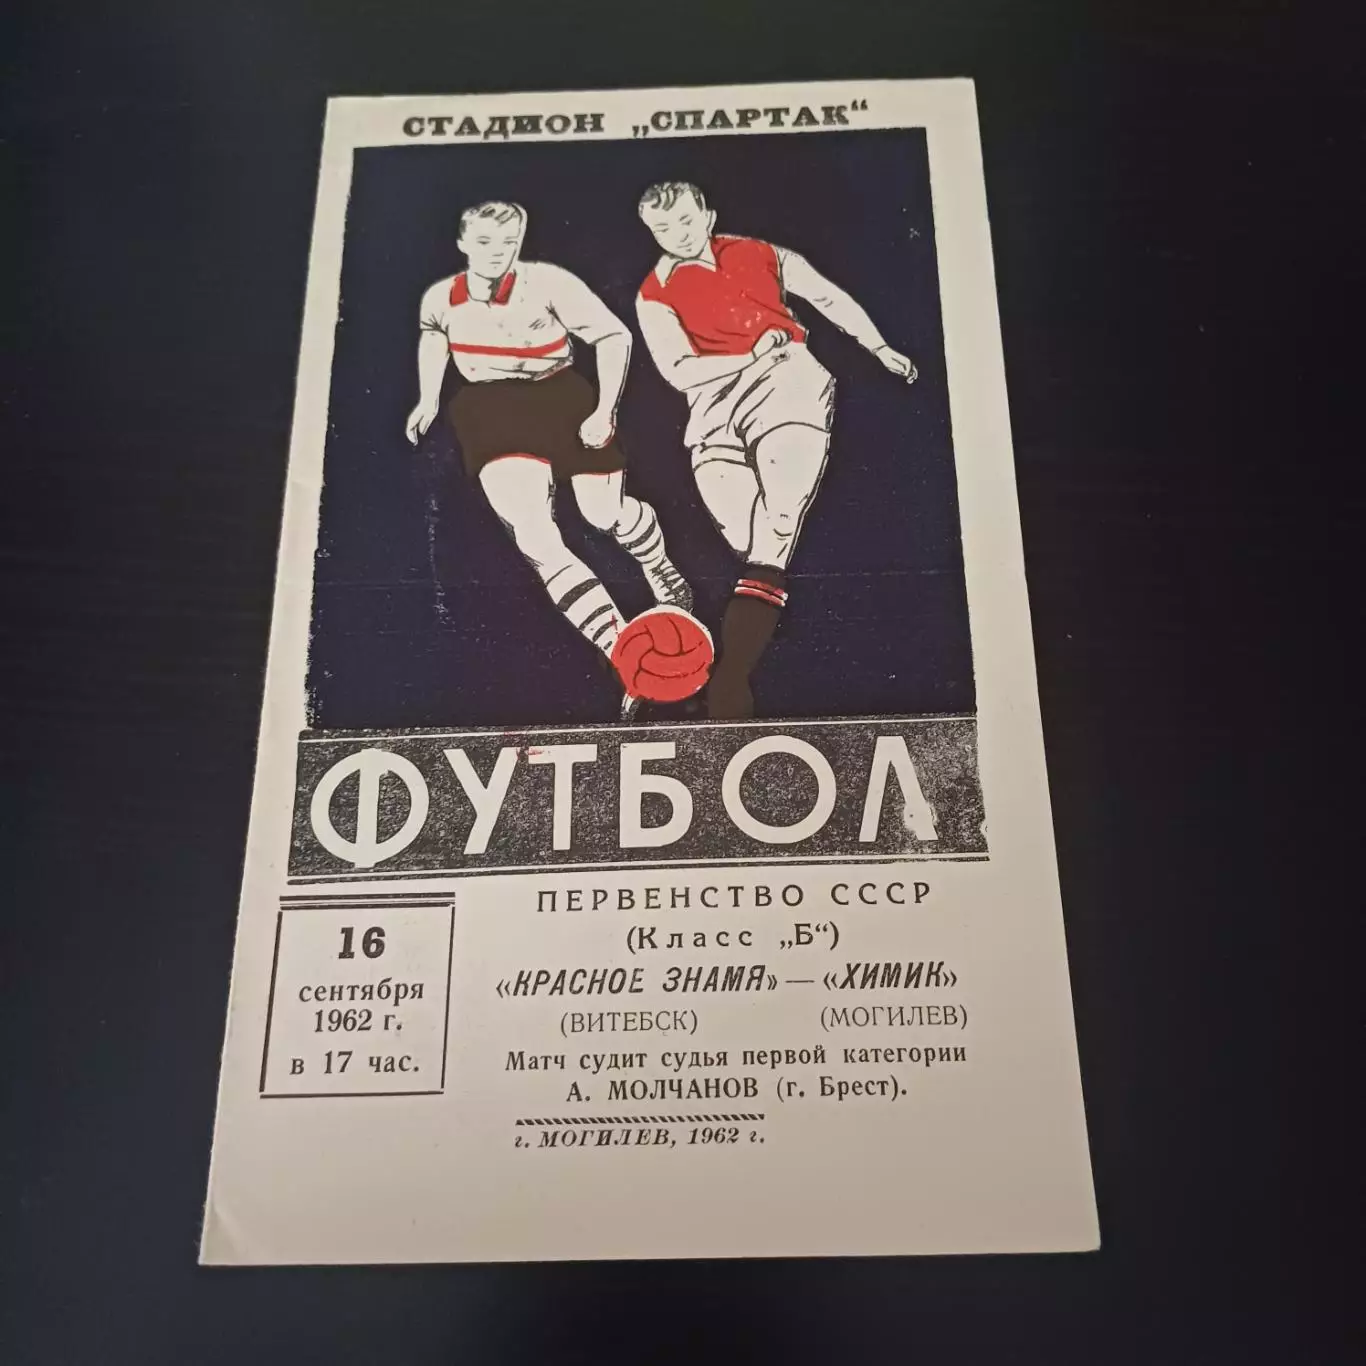 СТАДИОН „СПАРТАК“
ФУТБОЛ
16
сентября
1962 г.
в 17 час.
ПЕРВЕНСТВО СССР
(Класс „Б“)
«КРАСНОЕ ЗНАМЯ» — «ХИМИК»
(ВИТЕБСК) (МОГИЛЕВ)
Матч судит судья первой категории
А. МОЛЧАНОВ (г. Брест).
г. МОГИЛЕВ, 1962 г.